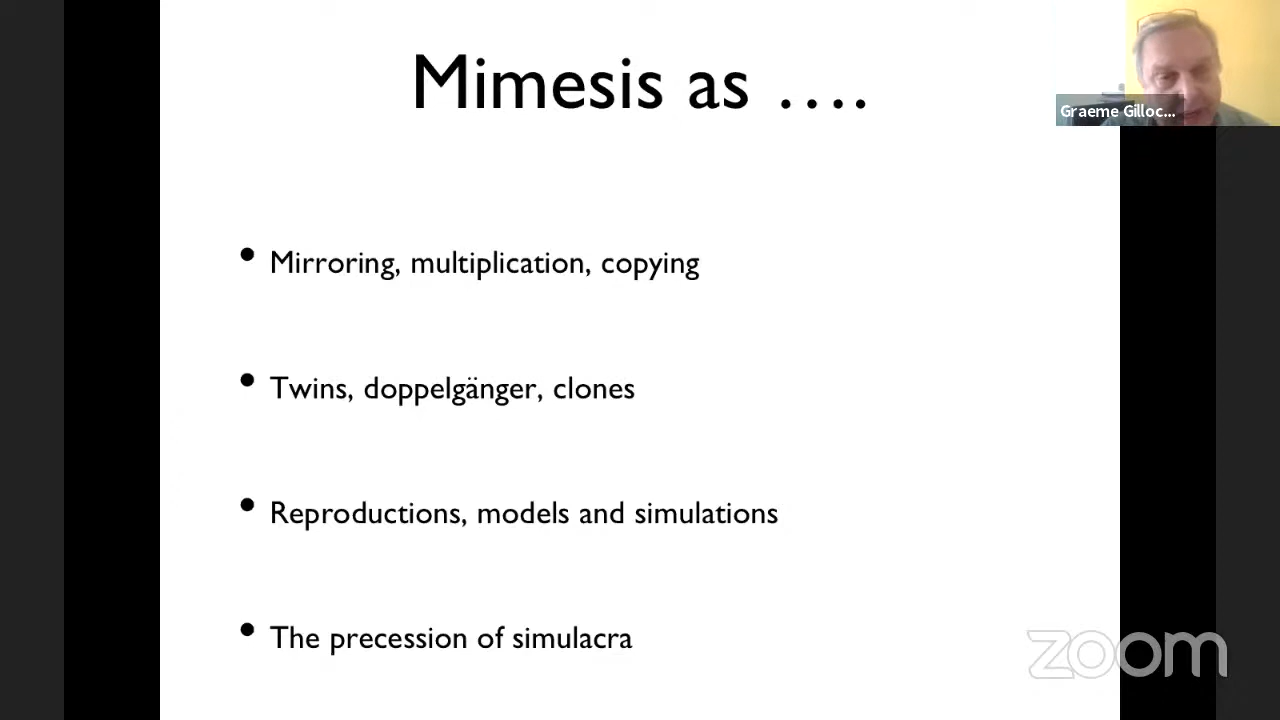 Mimesis as ....
Graeme Gilloc...
• Mirroring, multiplication, copying
• Twins, doppelgänger, clones
• Reproductions, models and simulations
• The precession of simulacra
zoom